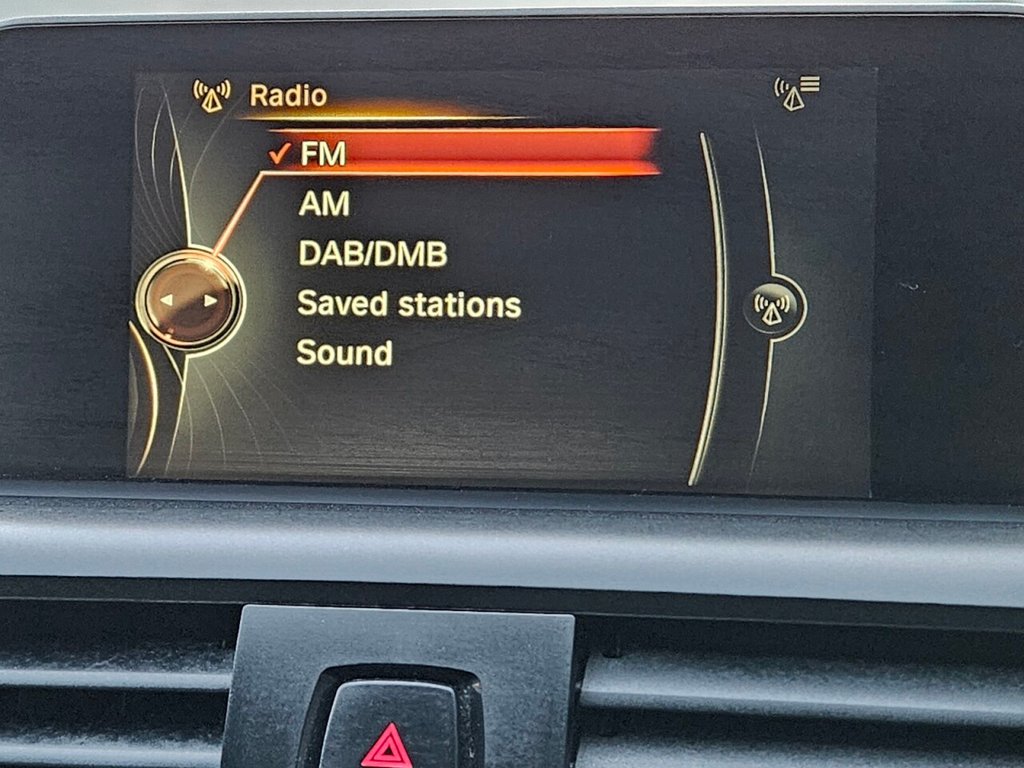 Radio
FM
AM
DAB/DMB
Saved stations
Sound